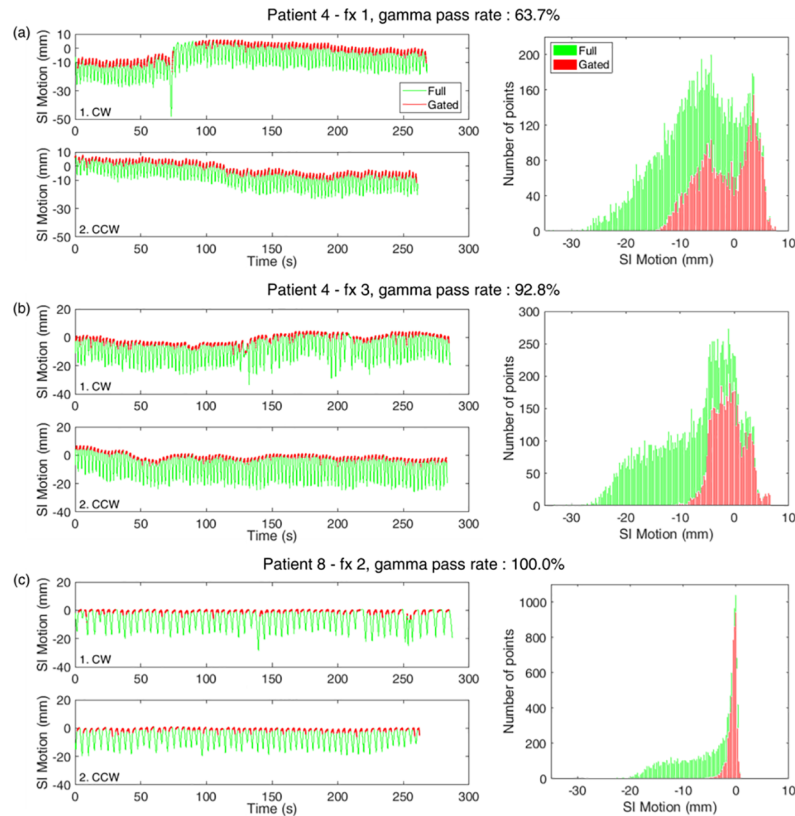 Patient 4 - fx 1, gamma pass rate : 63.7%
(a)
SI Motion (mm)
10
0
-10
-30
-50
1. CW
Full
Gated
0 50 100 150 200 250 300
SI Motion (mm)
10
0
-10
-30
-50
2. CCW
0 50 100 150 200 250 300
Time (s)
Number of points
200
160
120
80
40
0
Full
Gated
-30 -20 -10 0 10
SI Motion (mm)
Patient 4 - fx 3, gamma pass rate : 92.8%
(b)
SI Motion (mm)
20
0
-20
-40
1. CW
0 50 100 150 200 250 300
SI Motion (mm)
20
0
-20
-40
2. CCW
0 50 100 150 200 250 300
Time (s)
Number of points
300
250
200
150
100
50
0
-30 -20 -10 0 10
SI Motion (mm)
Patient 8 - fx 2, gamma pass rate : 100.0%
(c)
SI Motion (mm)
20
0
-20
-40
1. CW
0 50 100 150 200 250 300
SI Motion (mm)
20
0
-20
-40
2. CCW
0 50 100 150 200 250 300
Time (s)
Number of points
1000
800
600
400
200
0
-30 -20 -10 0 10
SI Motion (mm)